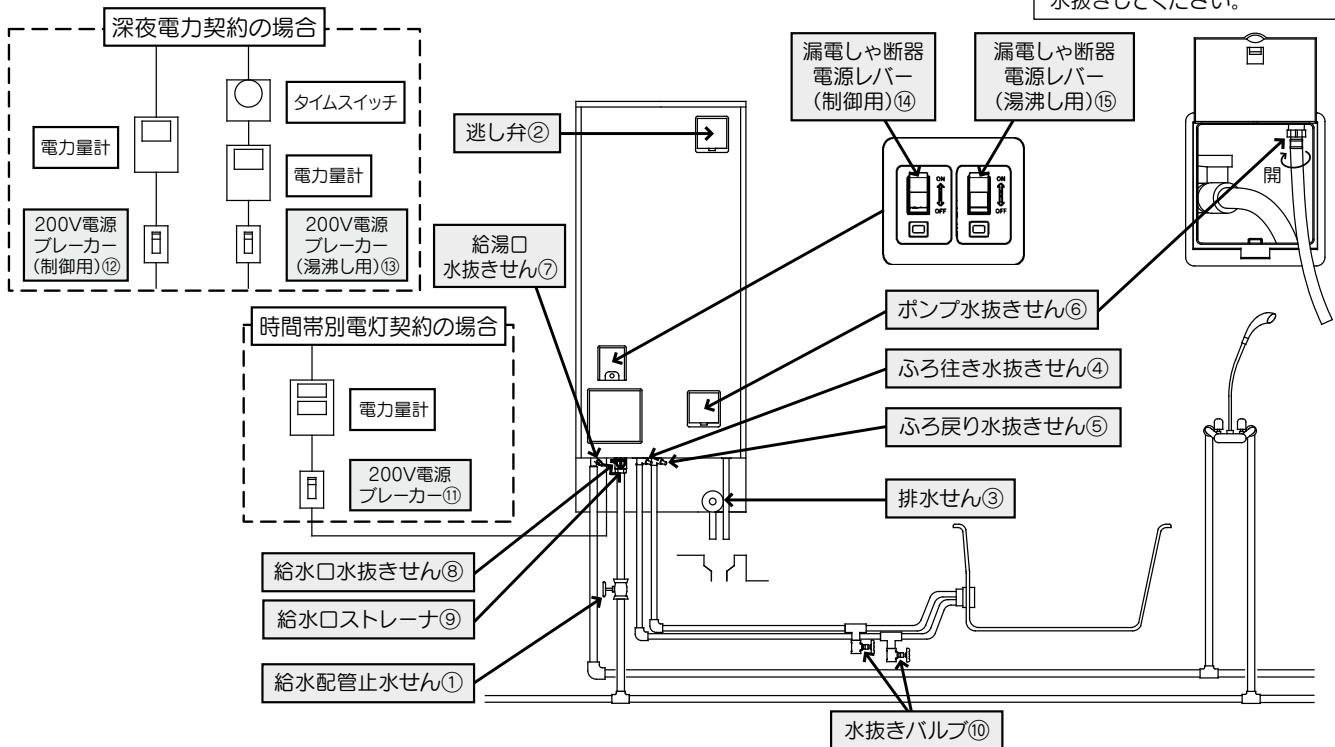 水抜きしてください。
深夜電力契約の場合
タイムスイッチ
電力量計
電力量計
200V電源
ブレーカー
(制御用)⑫
200V電源
ブレーカー
(湯沸し用)⑬
逃し弁②
漏電しゃ断器
電源レバー
(制御用)⑭
漏電しゃ断器
電源レバー
(湯沸し用)⑮
ON
OFF
ON
OFF
開
給湯口
水抜きせん⑦
ポンプ水抜きせん⑥
時間帯別電灯契約の場合
電力量計
200V電源
ブレーカー⑪
ふろ往き水抜きせん④
ふろ戻り水抜きせん⑤
排水せん③
給水口水抜きせん⑧
給水口ストレーナ⑨
給水配管止水せん①
水抜きバルブ⑩